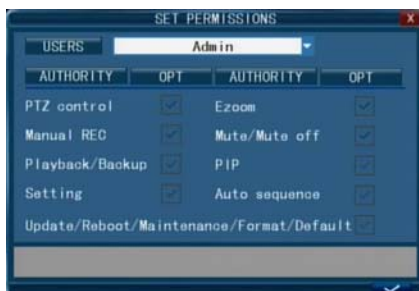 SET PERMISSIONS X
USERS Admin
AUTHORITY OPT AUTHORITY OPT
PTZ control Ezoom
Manual REC Mute/Mute off
Playback/Backup PIP
Setting Auto sequence
Update/Reboot/Maintenance/Format/Default